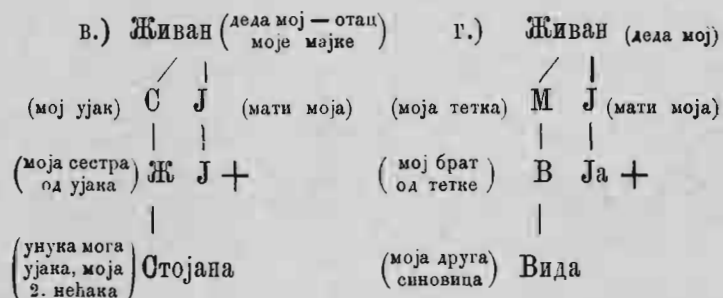 в.) Живан (деда мој — отац моје мајке) г.) Живан (деда мој)
(мој ујак) С Ј (мати моја) (моја тетка) М Ј (мати моја)
(моја сестра од ујака) Ж Ј + (мој брат од тетке) В Ја +
(унука мога ујака, моја 2. нећака) Стојана (моја друга синовица) Вида